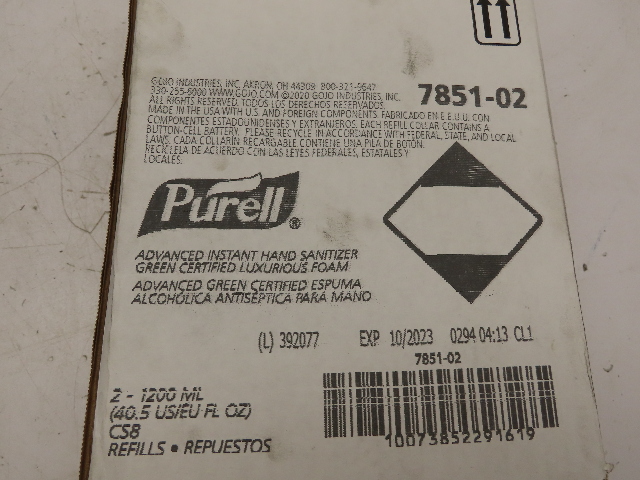 GOJO INDUSTRIES, INC. AKRON, OH 44309 800-321-9647
330-255-6000 WWW.GOJO.COM ©2020 GOJO INDUSTRIES, INC.
ALL RIGHTS RESERVED. TODOS LOS DERECHOS RESERVADOS.
MADE IN THE USA WITH U.S. AND FOREIGN COMPONENTS. FABRICADO EN E.E.U.U. CON
COMPONENTES ESTADOUNIDENSES Y EXTRANJEROS. EACH REFILL COLLAR CONTAINS A
BUTTON-CELL BATTERY. PLEASE RECYCLE IN ACCORDANCE WITH FEDERAL, STATE, AND LOCAL
LAWS. CADA COLLARÍN RECARGABLE CONTIENE UNA PILA DE BOTÓN.
RECÍCLELA DE ACUERDO CON LAS LEYES FEDERALES, ESTATALES Y
LOCALES.
7851-02
Purell®
ADVANCED INSTANT HAND SANITIZER
GREEN CERTIFIED LUXURIOUS FOAM
ADVANCED GREEN CERTIFIED ESPUMA
ALCOHÓLICA ANTISÉPTICA PARA MANO
(L) 392077 EXP 10/2023 0294 04:13 CL1
7851-02
2 - 1200 ML
(40.5 US/EU FL OZ)
CS8
REFILLS • REPUESTOS
10073852291619